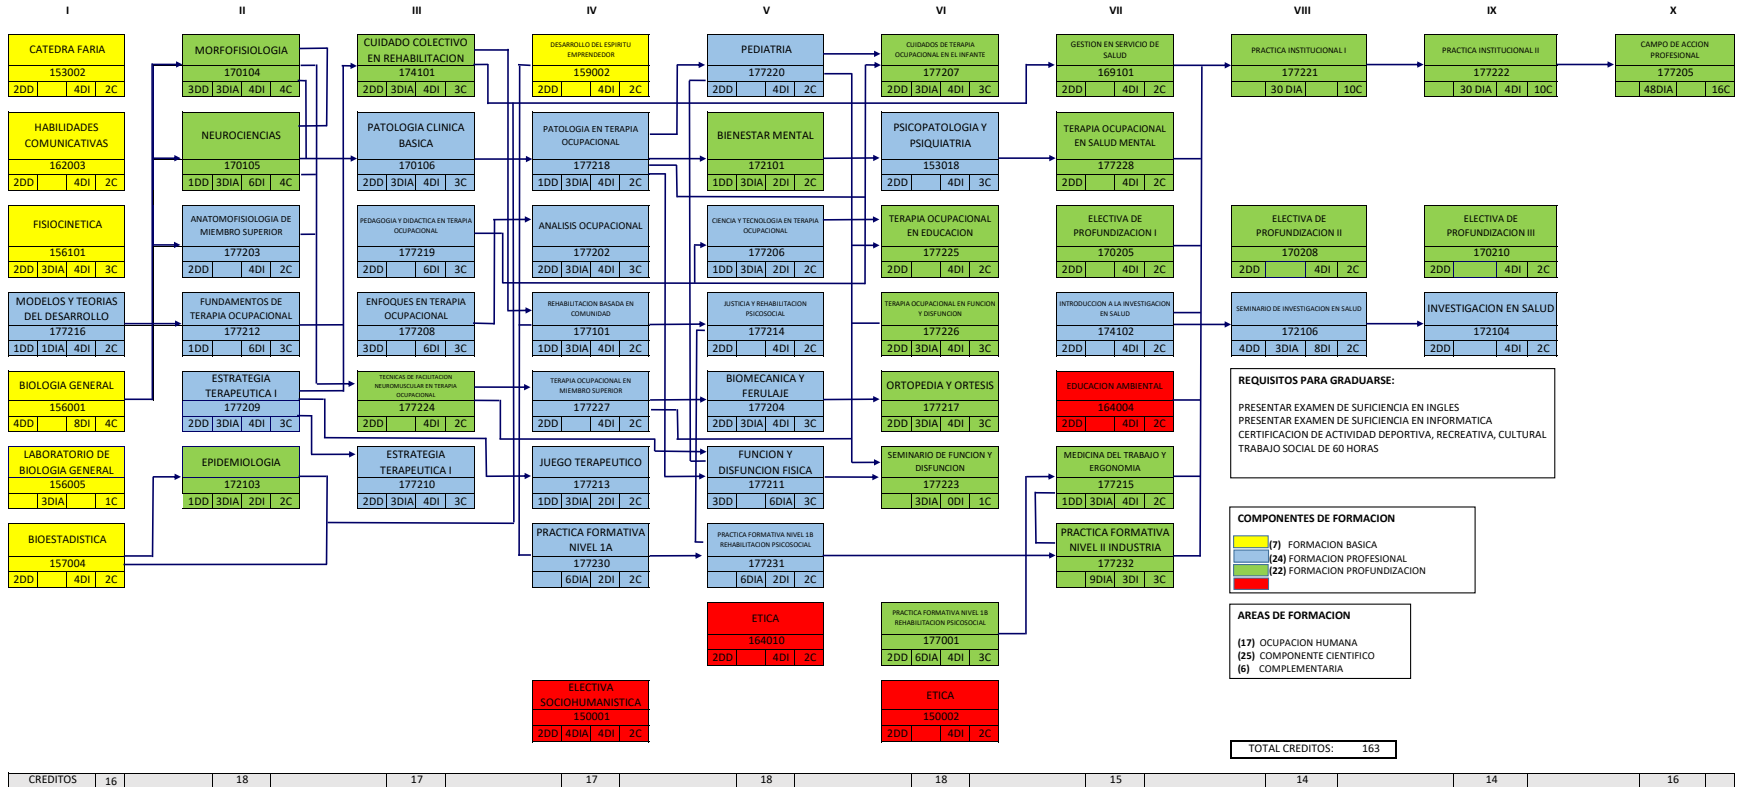 I II III IV V VI VII VIII IX X
CATEDRA FARIA
153002
2DD 4DI 2C
MORFOFISIOLOGIA
170104
3DD 3DIA 4DI 4C
CUIDADO COLECTIVO
EN REHABILITACION
174101
2DD 3DIA 4DI 3C
DESARROLLO DEL ESPIRITU
EMPRENDEDOR
159002
2DD 4DI 2C
PEDIATRIA
177220
2DD 4DI 2C
CUIDADOS DE TERAPIA
OCUPACIONAL EN EL INFANTE
177207
2DD 3DIA 4DI 3C
GESTION EN SERVICIO DE
SALUD
169101
2DD 4DI 2C
PRACTICA INSTITUCIONAL I
177221
30 DIA 10C
PRACTICA INSTITUCIONAL II
177222
30 DIA 4DI 10C
CAMPO DE ACCION
PROFESIONAL
177205
48DIA 16C
HABILIDADES
COMUNICATIVAS
162003
2DD 4DI 2C
NEUROCIENCIAS
170105
1DD 3DIA 6DI 4C
PATOLOGIA CLINICA
BASICA
170106
2DD 3DIA 4DI 3C
PATOLOGIA EN TERAPIA
OCUPACIONAL
177218
1DD 3DIA 4DI 2C
BIENESTAR MENTAL
172101
1DD 3DIA 2DI 2C
PSICOPATOLOGIA Y
PSIQUIATRIA
153018
2DD 4DI 3C
TERAPIA OCUPACIONAL
EN SALUD MENTAL
177228
2DD 4DI 2C
FISIOCINETICA
156101
2DD 3DIA 4DI 3C
ANATOMOFISIOLOGIA DE
MIEMBRO SUPERIOR
177203
2DD 4DI 2C
PEDAGOGIA Y DIDACTICA EN TERAPIA
OCUPACIONAL
177219
2DD 6DI 3C
ANALISIS OCUPACIONAL
177202
2DD 3DIA 4DI 3C
CIENCIA Y TECNOLOGIA EN TERAPIA
OCUPACIONAL
177206
1DD 3DIA 2DI 2C
TERAPIA OCUPACIONAL
EN EDUCACION
177225
2DD 4DI 2C
ELECTIVA DE
PROFUNDIZACION I
170205
2DD 4DI 2C
ELECTIVA DE
PROFUNDIZACION II
170208
2DD 4DI 2C
ELECTIVA DE
PROFUNDIZACION III
170210
2DD 4DI 2C
MODELOS Y TEORIAS
DEL DESARROLLO
177216
1DD 1DIA 4DI 2C
FUNDAMENTOS DE
TERAPIA OCUPACIONAL
177212
1DD 6DI 3C
ENFOQUES EN TERAPIA
OCUPACIONAL
177208
3DD 6DI 3C
REHABILITACION BASADA EN
COMUNIDAD
177101
1DD 3DIA 4DI 2C
JUSTICIA Y REHABILITACION
PSICOSOCIAL
177214
2DD 4DI 2C
TERAPIA OCUPACIONAL EN FUNCION
Y DISFUNCION
177226
2DD 3DIA 4DI 3C
INTRODUCCION A LA INVESTIGACION
EN SALUD
174102
2DD 4DI 2C
SEMINARIO DE INVESTIGACION EN SALUD
172106
4DD 3DIA 8DI 2C
INVESTIGACION EN SALUD
172104
2DD 4DI 2C
BIOLOGIA GENERAL
156001
4DD 8DI 4C
ESTRATEGIA
TERAPEUTICA I
177209
2DD 3DIA 4DI 3C
TECNICAS DE FACILITACION
NEUROMUSCULAR EN TERAPIA
OCUPACIONAL
177224
2DD 4DI 2C
TERAPIA OCUPACIONAL EN
MIEMBRO SUPERIOR
177227
2DD 4DI 2C
BIOMECANICA Y
FERULAJE
177204
2DD 3DIA 4DI 3C
ORTOPEDIA Y ORTESIS
177217
2DD 3DIA 4DI 3C
EDUCACION AMBIENTAL
164004
2DD 4DI 2C
REQUISITOS PARA GRADUARSE:
PRESENTAR EXAMEN DE SUFICIENCIA EN INGLES
PRESENTAR EXAMEN DE SUFICIENCIA EN INFORMATICA
CERTIFICACION DE ACTIVIDAD DEPORTIVA, RECREATIVA, CULTURAL
TRABAJO SOCIAL DE 60 HORAS
LABORATORIO DE
BIOLOGIA GENERAL
156005
3DIA 1C
EPIDEMIOLOGIA
172103
1DD 3DIA 2DI 2C
ESTRATEGIA
TERAPEUTICA I
177210
2DD 3DIA 4DI 3C
JUEGO TERAPEUTICO
177213
1DD 3DIA 2DI 2C
FUNCION Y
DISFUNCION FISICA
177211
3DD 6DIA 3C
SEMINARIO DE FUNCION Y
DISFUNCION
177223
3DIA 0DI 1C
MEDICINA DEL TRABAJO Y
ERGONOMIA
177215
1DD 3DIA 4DI 2C
BIOESTADISTICA
157004
2DD 4DI 2C
PRACTICA FORMATIVA
NIVEL 1A
177230
6DIA 2DI 2C
PRACTICA FORMATIVA NIVEL 1B
REHABILITACION PSICOSOCIAL
177231
6DIA 2DI 2C
PRACTICA FORMATIVA
NIVEL II INDUSTRIA
177232
9DIA 3DI 3C
COMPONENTES DE FORMACION
(7) FORMACION BASICA
(24) FORMACION PROFESIONAL
(22) FORMACION PROFUNDIZACION
ETICA
164010
2DD 4DI 2C
PRACTICA FORMATIVA NIVEL 1B
REHABILITACION PSICOSOCIAL
177001
2DD 6DIA 4DI 3C
AREAS DE FORMACION
(17) OCUPACION HUMANA
(25) COMPONENTE CIENTIFICO
(6) COMPLEMENTARIA
ELECTIVA
SOCIOHUMANISTICA
150001
2DD 4DIA 4DI 2C
ETICA
150002
2DD 4DI 2C
TOTAL CREDITOS: 163
CREDITOS 16 18 17 17 18 18 15 14 14 16